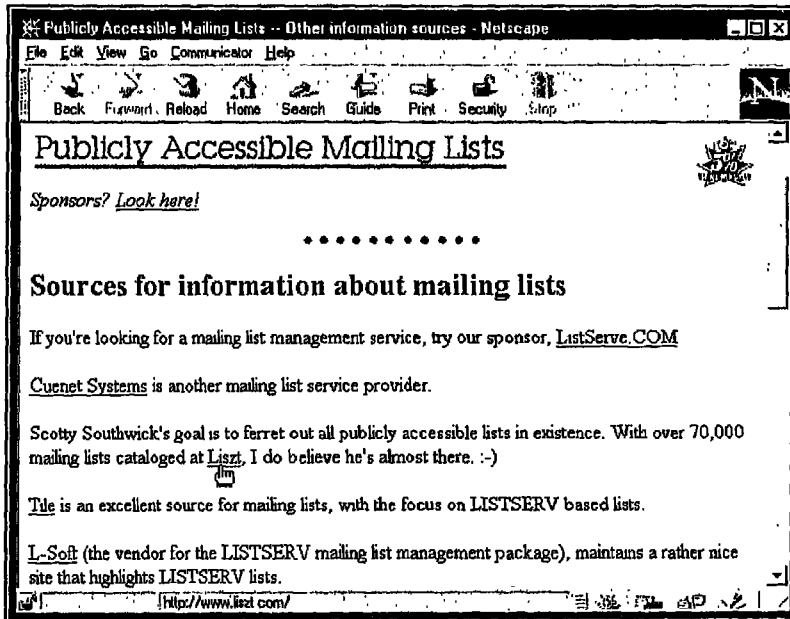 Publicly Accessible Mailing Lists -- Other information sources - Netscape
File Edit View Go Communicator Help
Back Forward Reload Home Search Guide Print Security Stop
N
Publicly Accessible Mailing Lists
Sponsors? Look here!
Sources for information about mailing lists
If you're looking for a mailing list management service, try our sponsor, ListServe.COM
Cuenet Systems is another mailing list service provider.
Scotty Southwick's goal is to ferret out all publicly accessible lists in existence. With over 70,000
mailing lists cataloged at Liszt, I do believe he's almost there. :-)
Tile is an excellent source for mailing lists, with the focus on LISTSERV based lists.
L-Soft (the vendor for the LISTSERV mailing list management package), maintains a rather nice
site that highlights LISTSERV lists.
http://www.liszt.com/